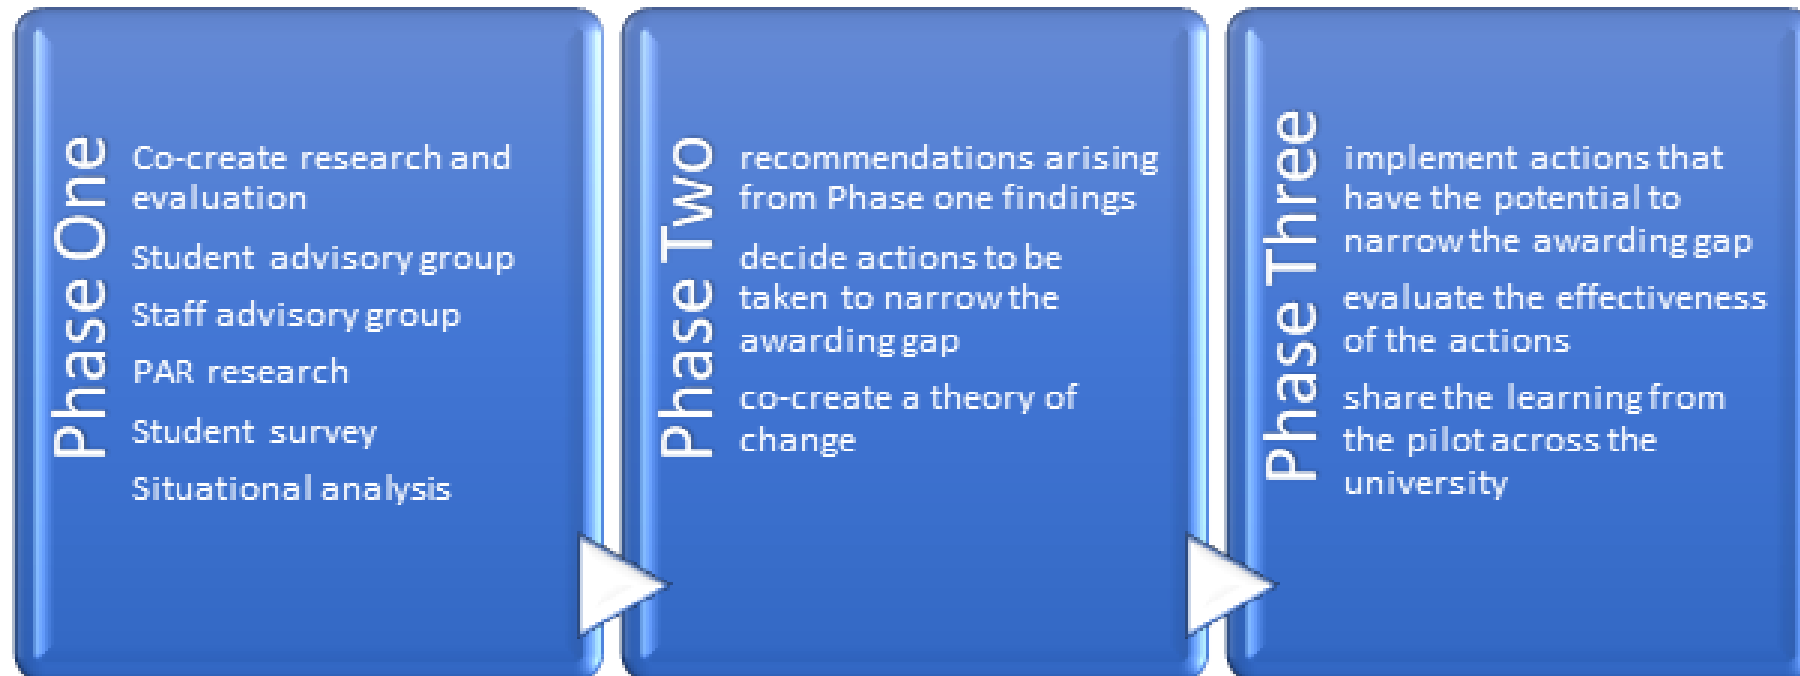 Phase One
Co-create research and
evaluation
Student advisory group
Staff advisory group
PAR research
Student survey
Situational analysis
Phase Two
recommendations arising
from Phase one findings
decide actions to be
taken to narrow the
awarding gap
co-create a theory of
change
Phase Three
implement actions that
have the potential to
narrow the awarding gap
evaluate the effectiveness
of the actions
share the learning from
the pilot across the
university